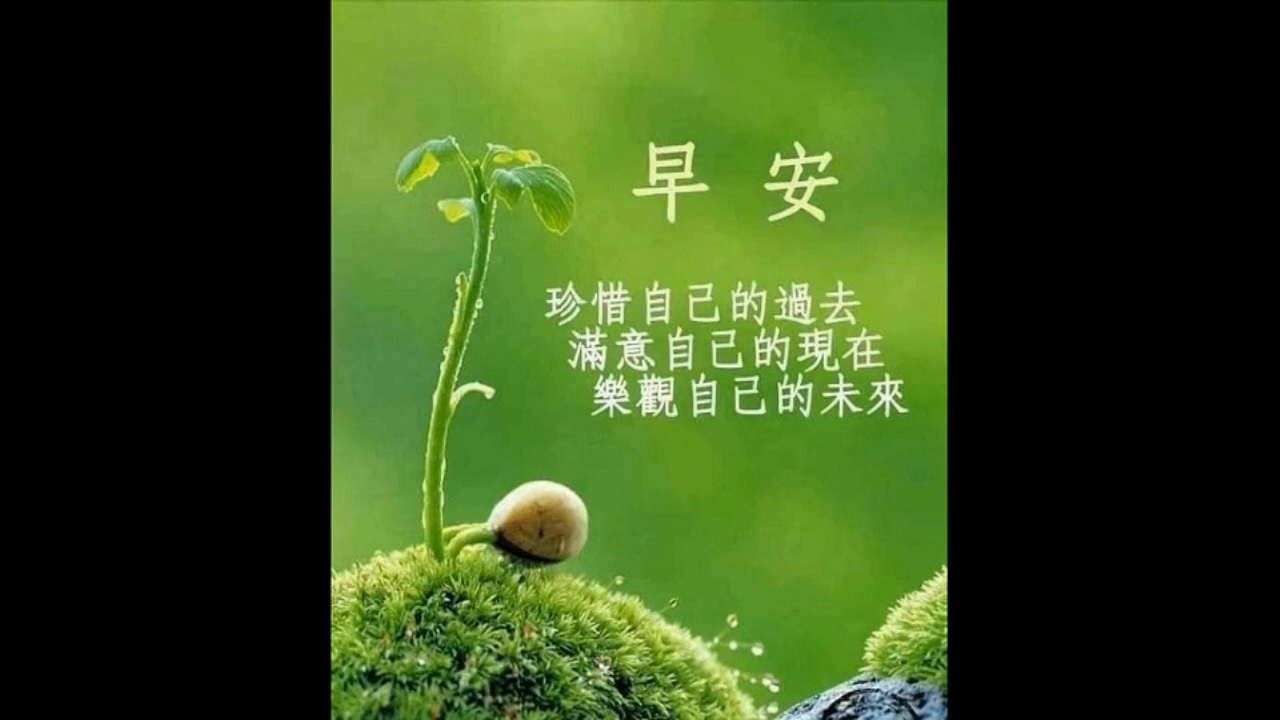 早安
珍惜自己的過去
滿意自己的現在
樂觀自己的未來